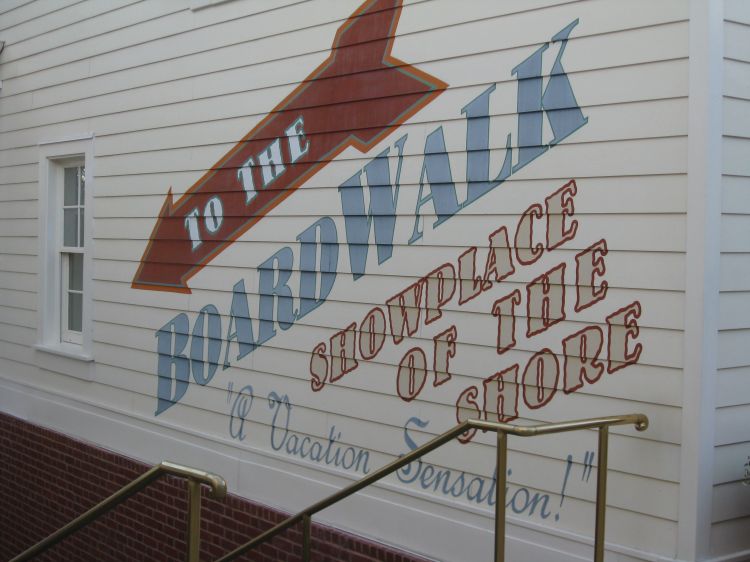 TO THE
BOARDWALK
SHOWPLACE
OF THE
SHORE
"A Vacation Sensation!"